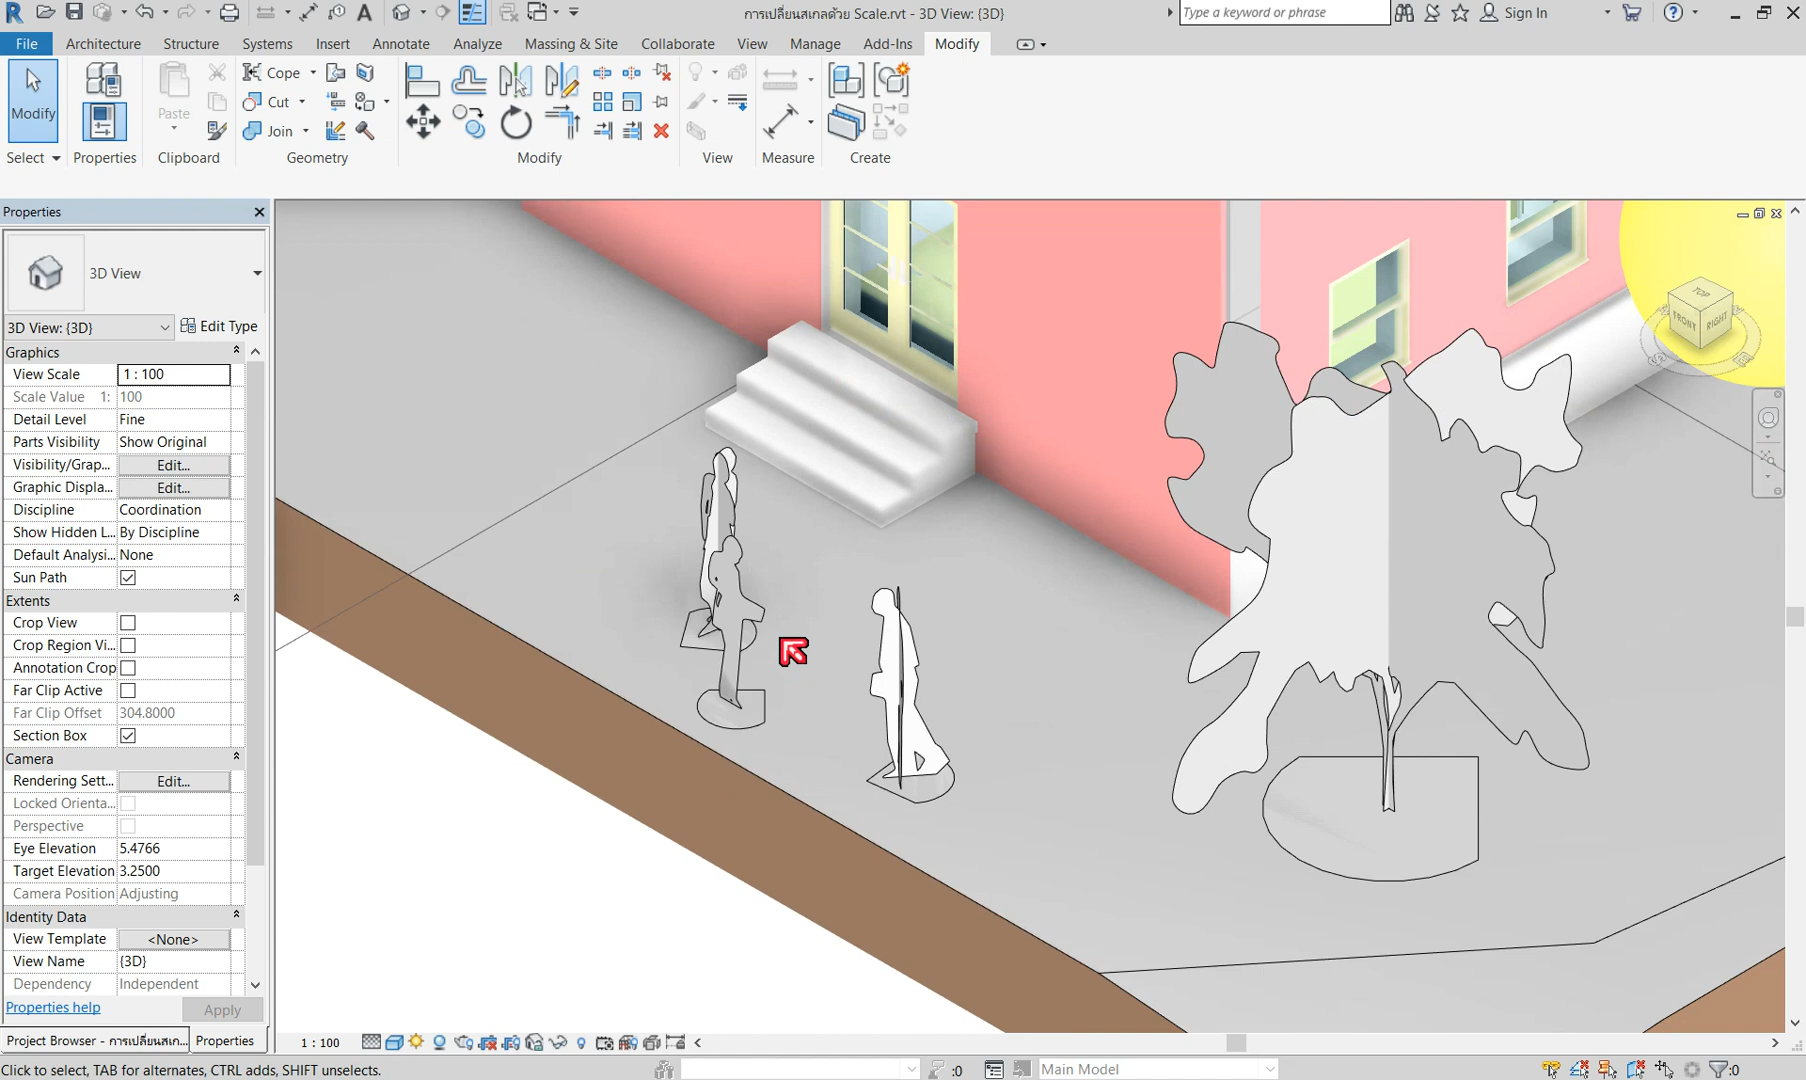 การเปลี่ยนสเกลด้วย Scale.rvt - 3D View: {3D}
Type a keyword or phrase
Sign In
File Architecture Structure Systems Insert Annotate Analyze Massing & Site Collaborate View Manage Add-Ins Modify
Modify
Paste
Cope
Cut
Join
Select Properties Clipboard Geometry Modify View Measure Create
Properties
3D View
3D View: {3D} Edit Type
Graphics
View Scale 1 : 100
Scale Value 1: 100
Detail Level Fine
Parts Visibility Show Original
Visibility/Grap... Edit...
Graphic Displa... Edit...
Discipline Coordination
Show Hidden L... By Discipline
Default Analysi... None
Sun Path
Extents
Crop View
Crop Region Vi...
Annotation Crop
Far Clip Active
Far Clip Offset 304.8000
Section Box
Camera
Rendering Sett... Edit...
Locked Orienta...
Perspective
Eye Elevation 5.4766
Target Elevation 3.2500
Camera Position Adjusting
Identity Data
View Template <None>
View Name {3D}
Dependency Independent
Properties help Apply
Project Browser - การเปลี่ยนสเก... Properties
1 : 100
Click to select, TAB for alternates, CTRL adds, SHIFT unselects.
:0
Main Model
:0
TOP
FRONT RIGHT